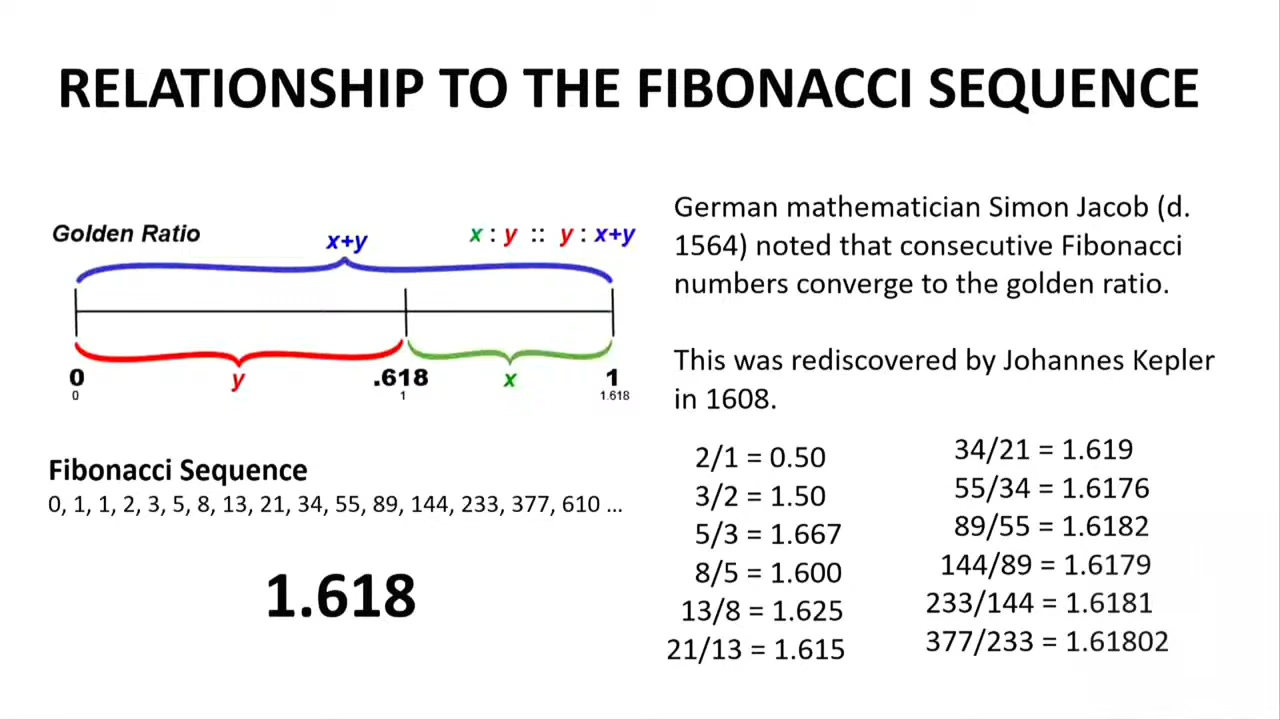 RELATIONSHIP TO THE FIBONACCI SEQUENCE
Golden Ratio
x+y
x : y :: y : x+y
0
y
.618
x
1
0
1
1.618
Fibonacci Sequence
0, 1, 1, 2, 3, 5, 8, 13, 21, 34, 55, 89, 144, 233, 377, 610 ...
1.618
German mathematician Simon Jacob (d.
1564) noted that consecutive Fibonacci
numbers converge to the golden ratio.
This was rediscovered by Johannes Kepler
in 1608.
2/1 = 0.50
3/2 = 1.50
5/3 = 1.667
8/5 = 1.600
13/8 = 1.625
21/13 = 1.615
34/21 = 1.619
55/34 = 1.6176
89/55 = 1.6182
144/89 = 1.6179
233/144 = 1.6181
377/233 = 1.61802